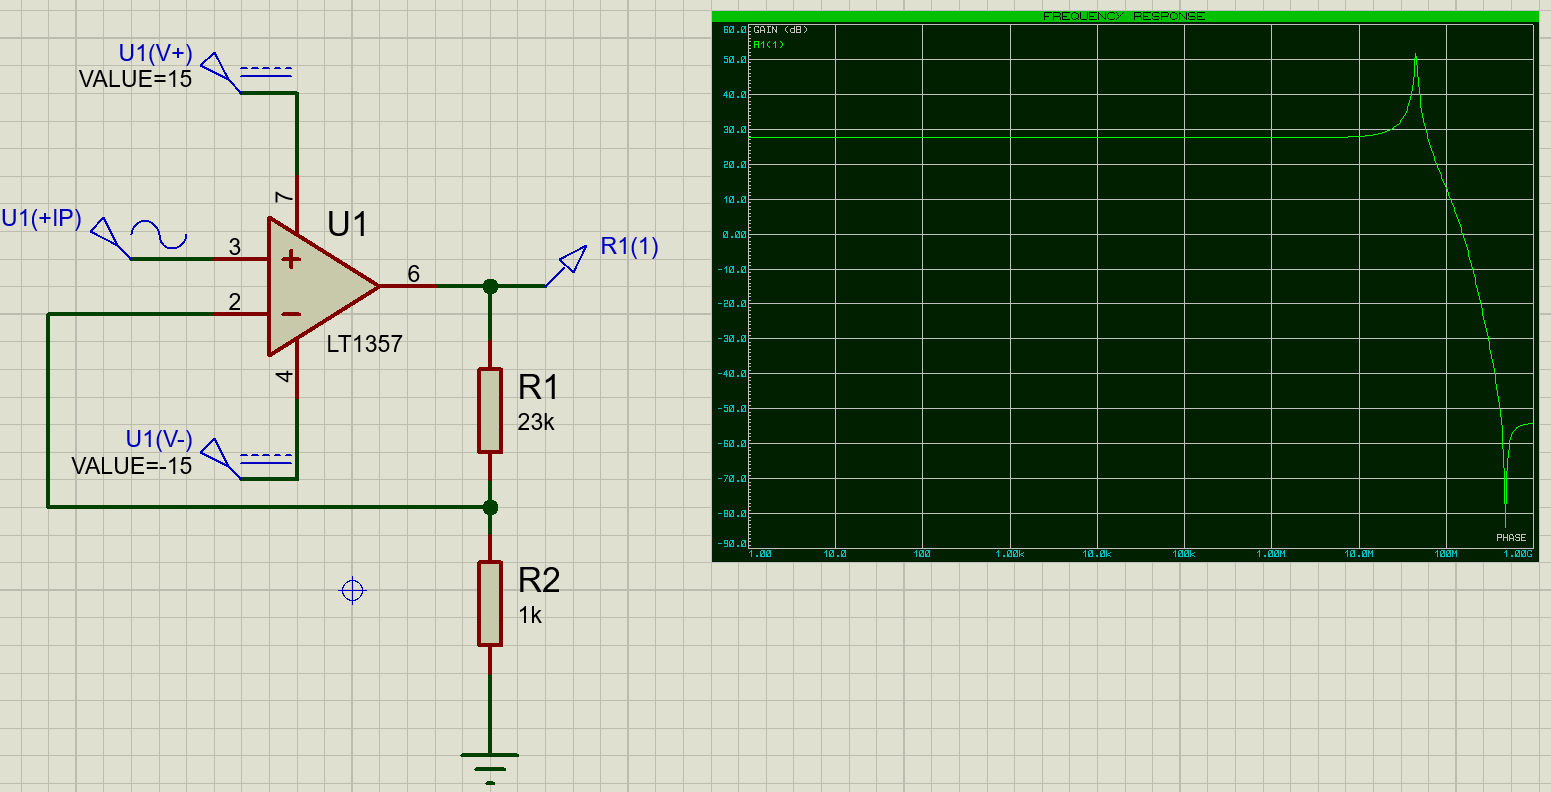 U1(V+)
VALUE=15
7
U1(+IP)
U1
3
R1(1)
6
2
LT1357
4
R1
23k
U1(V-)
VALUE=-15
R2
1k
FREQUENCY RESPONSE
GAIN (dB)
R1(1)
60.0
50.0
40.0
30.0
20.0
10.0
0.00
-10.0
-20.0
-30.0
-40.0
-50.0
-60.0
-70.0
-80.0
-90.0
PHASE
1.00 10.0 100 1.00k 10.0k 100k 1.00M 10.0M 100M 1.00G